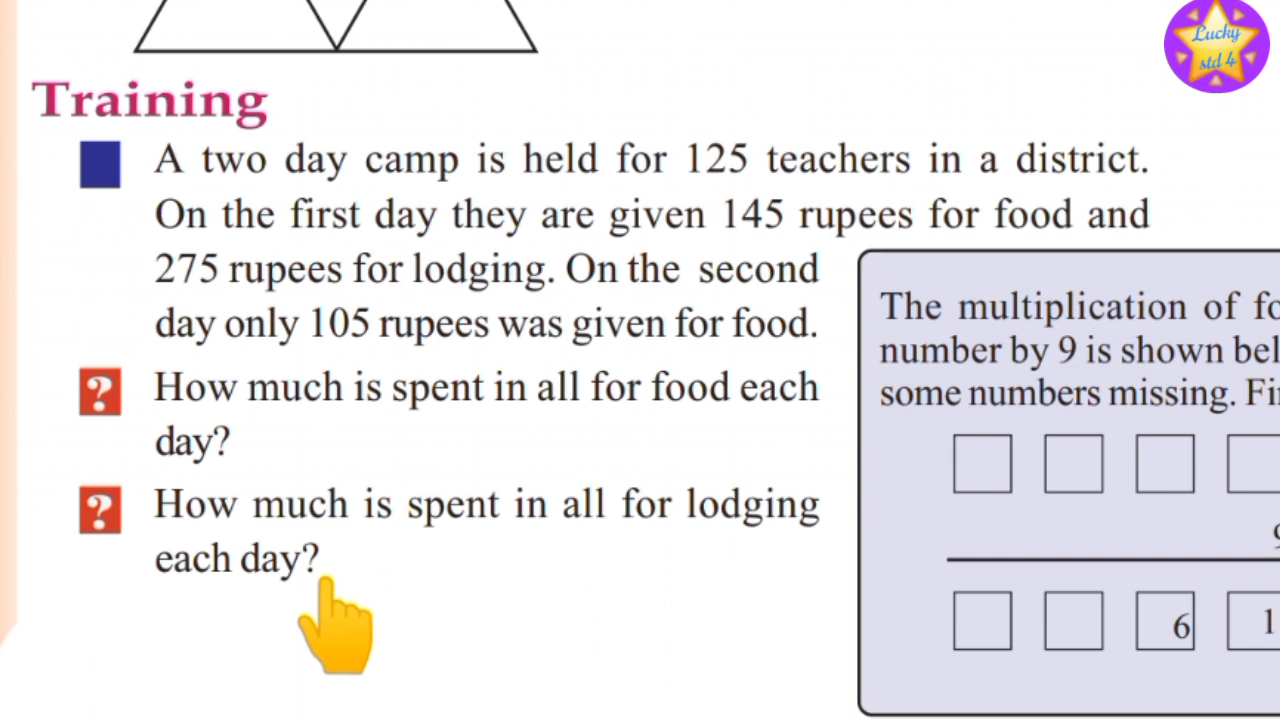 Lucky
std 4
Training
A two day camp is held for 125 teachers in a district.
On the first day they are given 145 rupees for food and
275 rupees for lodging. On the second
day only 105 rupees was given for food.
? How much is spent in all for food each
day?
? How much is spent in all for lodging
each day?
The multiplication of
number by 9 is shown
some numbers missing.
6 1